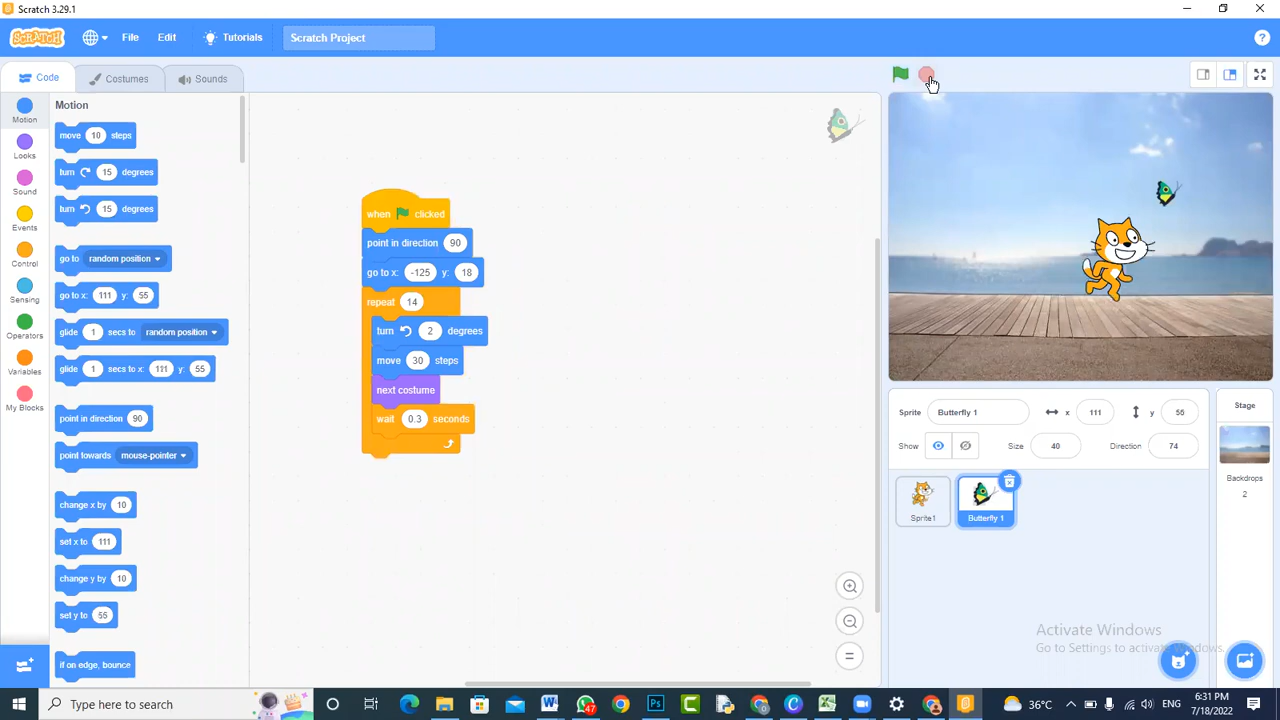 Scratch 3.29.1
SCRATCH File Edit Tutorials Scratch Project ?
Code Costumes Sounds
Motion
Looks
Sound
Events
Control
Sensing
Operators
Variables
My Blocks
Motion
move 10 steps
turn 15 degrees
turn 15 degrees
go to random position
go to x: 111 y: 55
glide 1 secs to random position
glide 1 secs to x: 111 y: 55
point in direction 90
point towards mouse-pointer
change x by 10
set x to 111
change y by 10
set y to 55
if on edge, bounce
when clicked
point in direction 90
go to x: -125 y: 18
repeat 14
turn 2 degrees
move 30 steps
next costume
wait 0.3 seconds
Sprite Butterfly 1 x 111 y 55
Show Size 40 Direction 74
Sprite1
Butterfly 1
Stage
Backdrops
2
Activate Windows
Go to Settings to activate Windows.
Type here to search
47
36°C ENG
6:31 PM
7/18/2022